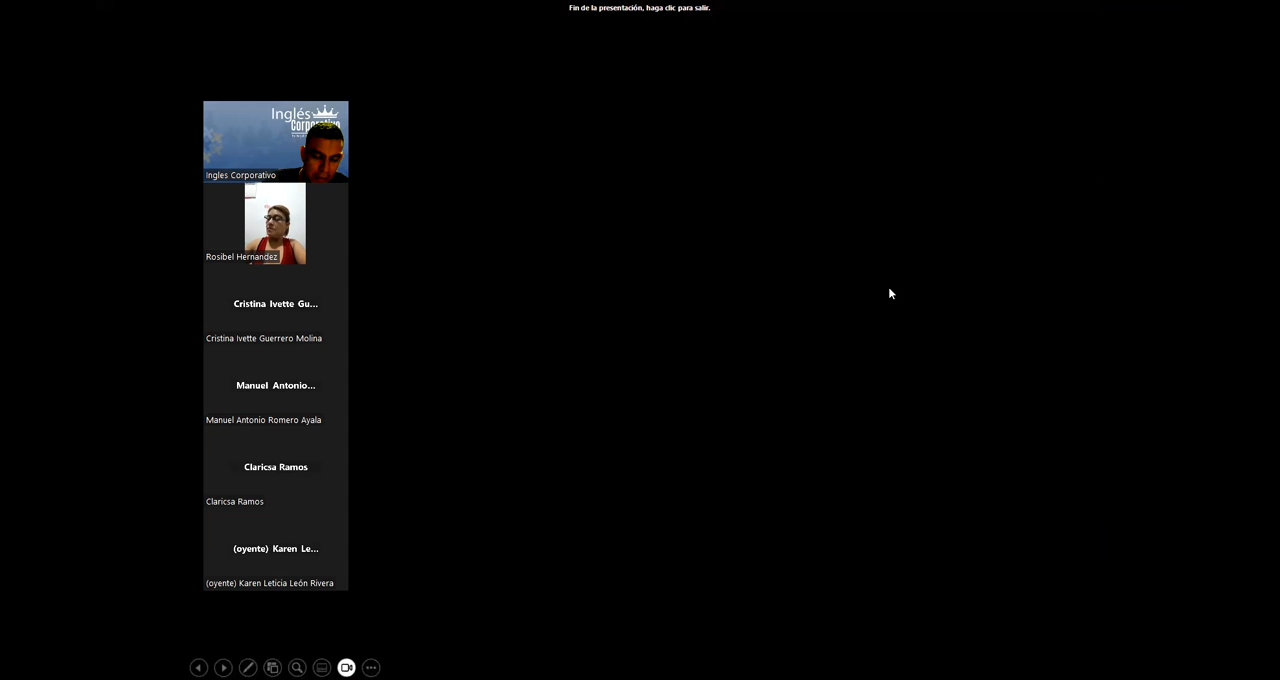 Fin de la presentación, haga clic para salir.
Inglés
Corporativo
Ingles Corporativo
Rosibel Hernandez
Cristina Ivette Gu...
Cristina Ivette Guerrero Molina
Manuel Antonio...
Manuel Antonio Romero Ayala
Claricsa Ramos
Claricsa Ramos
(oyente) Karen Le...
(oyente) Karen Leticia León Rivera